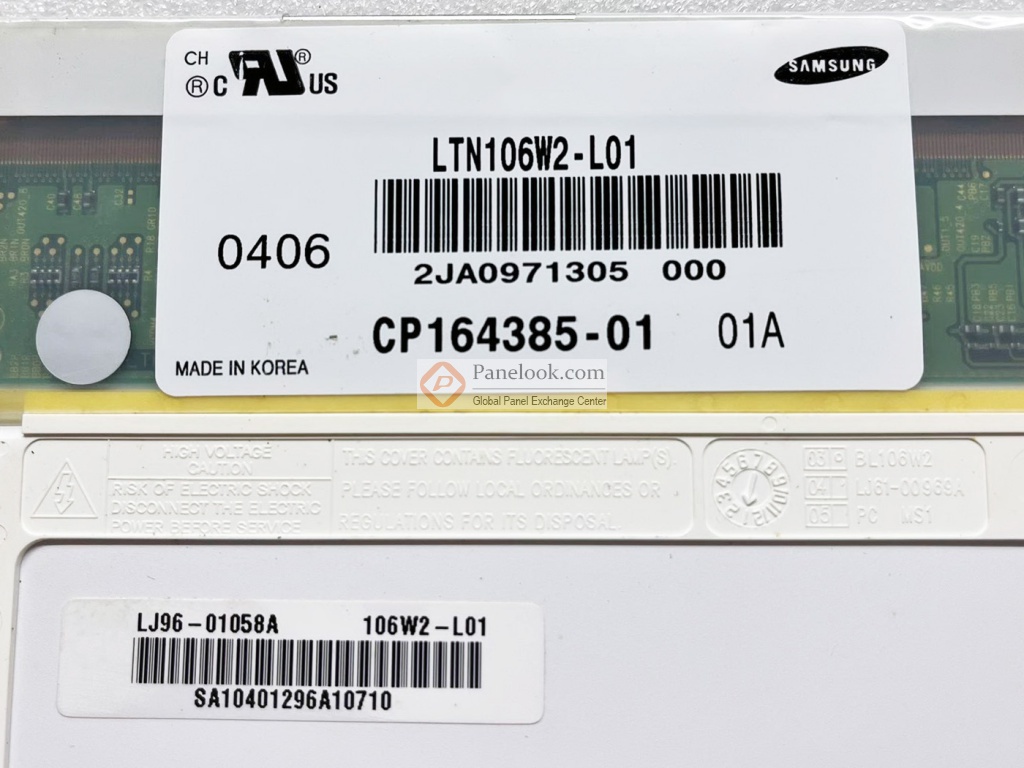 CH
® C RU ® US
SAMSUNG
LTN106W2-L01
0406
2JA0971305 000
CP164385-01 01A
MADE IN KOREA
Panelook.com
Global Panel Exchange Center
HIGH VOLTAGE
CAUTION
RISK OF ELECTRIC SHOCK
DISCONNECT THE ELECTRIC
POWER BEFORE SERVICE
THIS COVER CONTAINS FLUORESCENT LAMP(S).
PLEASE FOLLOW LOCAL ORDINANCES OR
REGULATIONS FOR ITS DISPOSAL.
03 BL106W2
04 LJ61-00969A
05 PC MS1
LJ96-01058A 106W2-L01
SA10401296A10710